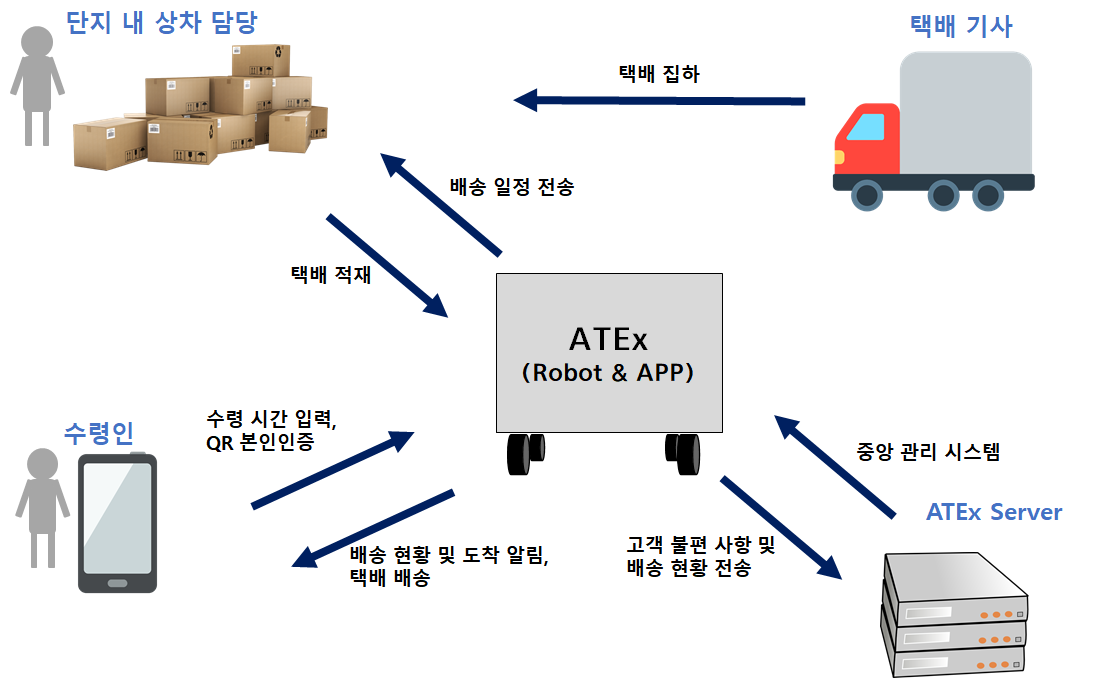 단지 내 상차 담당
택배 기사
택배 집하
배송 일정 전송
택배 적재
ATEx
(Robot & APP)
수령인
수령 시간 입력,
QR 본인인증
중앙 관리 시스템
ATEx Server
배송 현황 및 도착 알림,
택배 배송
고객 불편 사항 및
배송 현황 전송